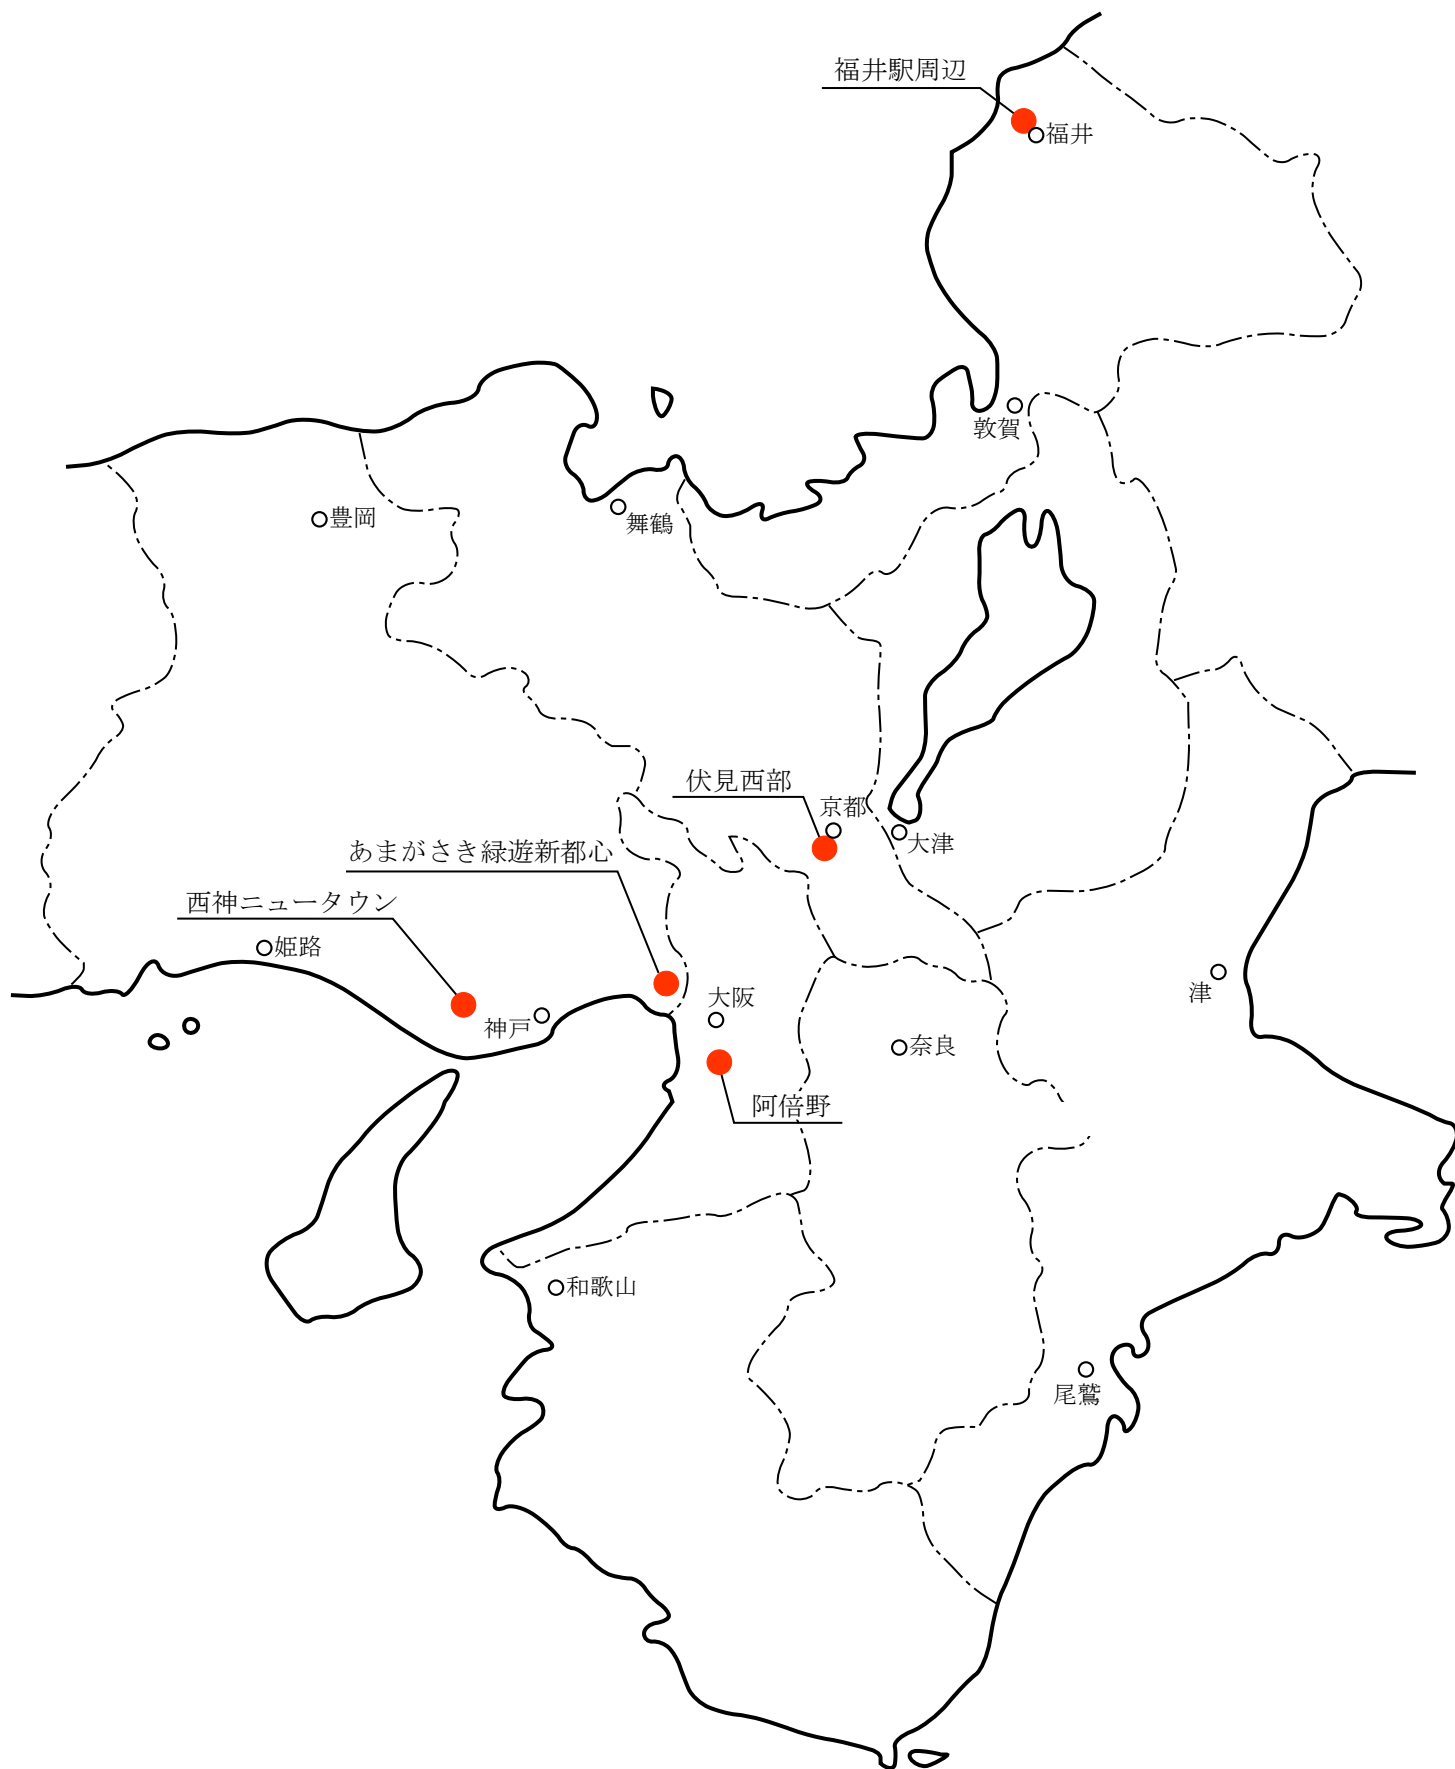 福井駅周辺
福井
敦賀
豊岡
舞鶴
伏見西部
京都
大津
あまがさき緑遊新都心
西神ニュータウン
姫路
津
大阪
神戸
奈良
阿倍野
和歌山
尾鷲